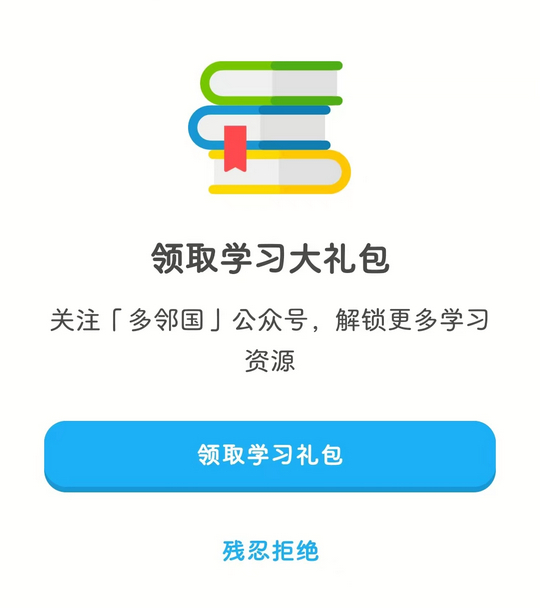 领取学习大礼包
关注「多邻国」公众号，解锁更多学习
资源
领取学习礼包
残忍拒绝